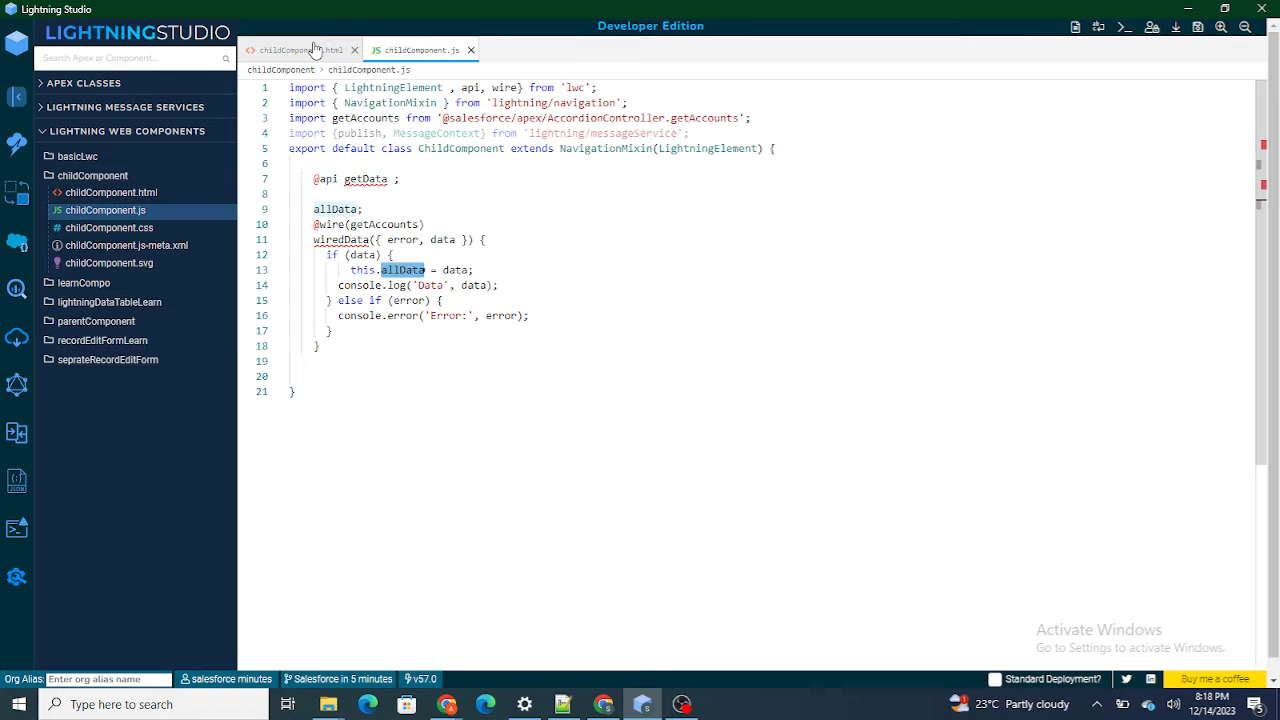 Lightning Studio
LIGHTNINGSTUDIO
Developer Edition
Search Apex or Component...
childCompon .html
JS childComponent.js
childComponent > childComponent.js
APEX CLASSES
LIGHTNING MESSAGE SERVICES
LIGHTNING WEB COMPONENTS
basicLwc
childComponent
childComponent.html
JS childComponent.js
childComponent.css
childComponent.js-meta.xml
childComponent.svg
learnCompo
lightningDataTableLearn
parentComponent
recordEditFormLearn
seprateRecordEditForm
1 import { LightningElement , api, wire} from 'lwc';
2 import { NavigationMixin } from 'lightning/navigation';
3 import getAccounts from '@salesforce/apex/AccordionController.getAccounts';
4 import {publish, MessageContext} from 'lightning/messageService';
5 export default class ChildComponent extends NavigationMixin(LightningElement) {
6
7 @api getData ;
8
9 allData;
10 @wire(getAccounts)
11 wiredData({ error, data }) {
12 if (data) {
13 this.allData = data;
14 console.log('Data', data);
15 } else if (error) {
16 console.error('Error:', error);
17 }
18 }
19
20
21 }
JSON
Activate Windows
Go to Settings to activate Windows.
Org Alias: Enter org alias name
salesforce minutes
Salesforce in 5 minutes
v57.0
Standard Deployment?
Buy me a coffee
Type here to search
23°C Partly cloudy
8:18 PM
12/14/2023